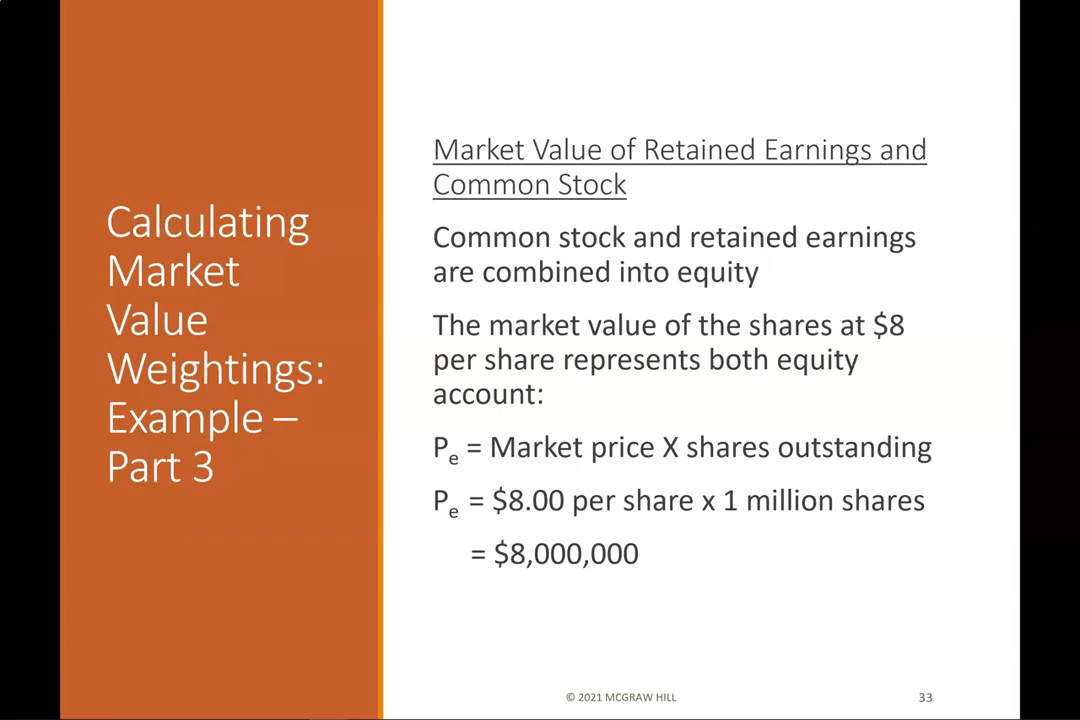 Calculating
Market
Value
Weightings:
Example –
Part 3
Market Value of Retained Earnings and
Common Stock
Common stock and retained earnings
are combined into equity
The market value of the shares at $8
per share represents both equity
account:
Pe = Market price X shares outstanding
Pe = $8.00 per share x 1 million shares
= $8,000,000
© 2021 MCGRAW HILL
33